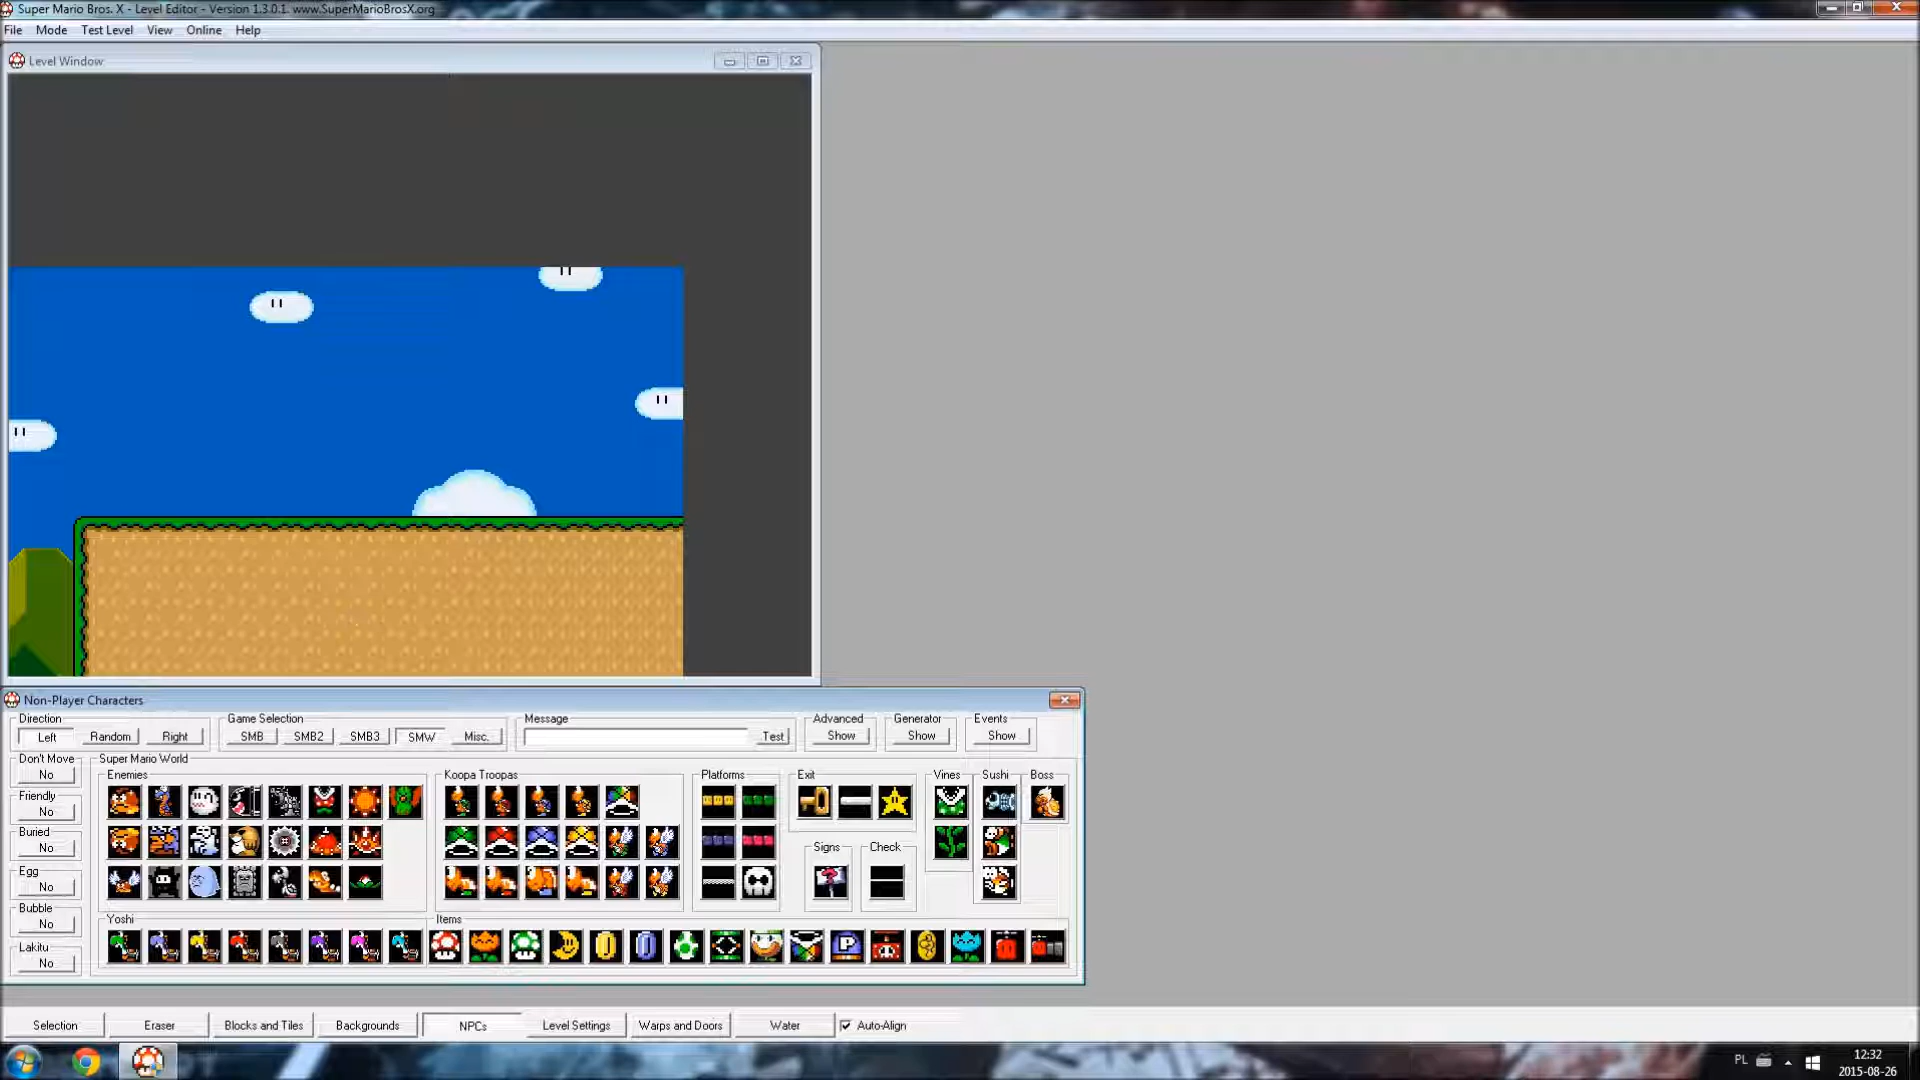 Super Mario Bros. X - Level Editor - Version 1.3.0.1 www.SuperMarioBrosX.org
File Mode Test Level View Online Help
Level Window
Non-Player Characters
Direction Game Selection Message Advanced Generator Events
Left Random Right SMB SMB2 SMB3 SMW Misc. Test Show Show Show
Don't Move Super Mario World
No Enemies Koopa Troopas Platforms Exit Vines Sushi Boss
Friendly
No
Buried
No Signs Check
Egg
No
Bubble Yoshi Items
No
Lakitu
No
P
Selection Eraser Blocks and Tiles Backgrounds NPCs Level Settings Warps and Doors Water Auto-Align
PL 12:32
2015-08-26